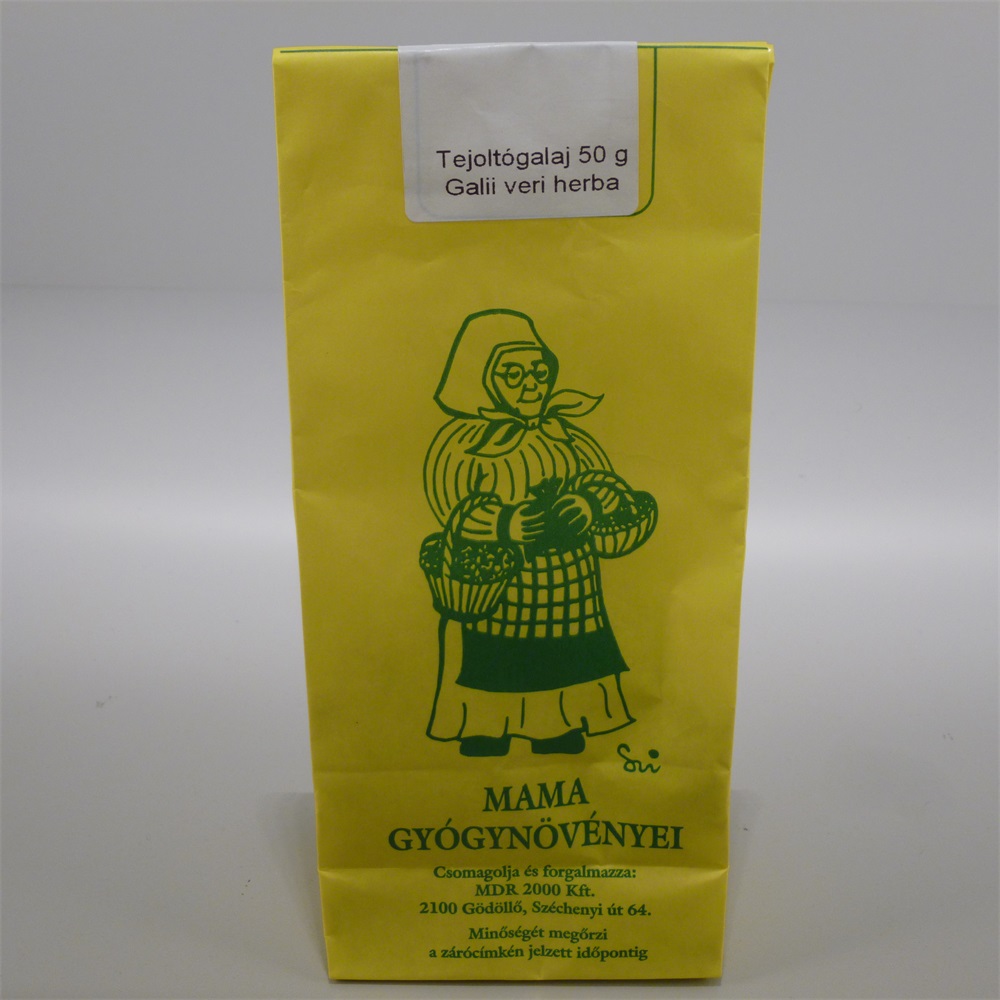 Tejoltógalaj 50 g
Galii veri herba
MAMA
GYÓGYNÖVÉNYEI
Csomagolja és forgalmazza:
MDR 2000 Kft.
2100 Gödöllő, Széchenyi út 64.
Minőségét megőrzi
a zárócímkén jelzett időpontig